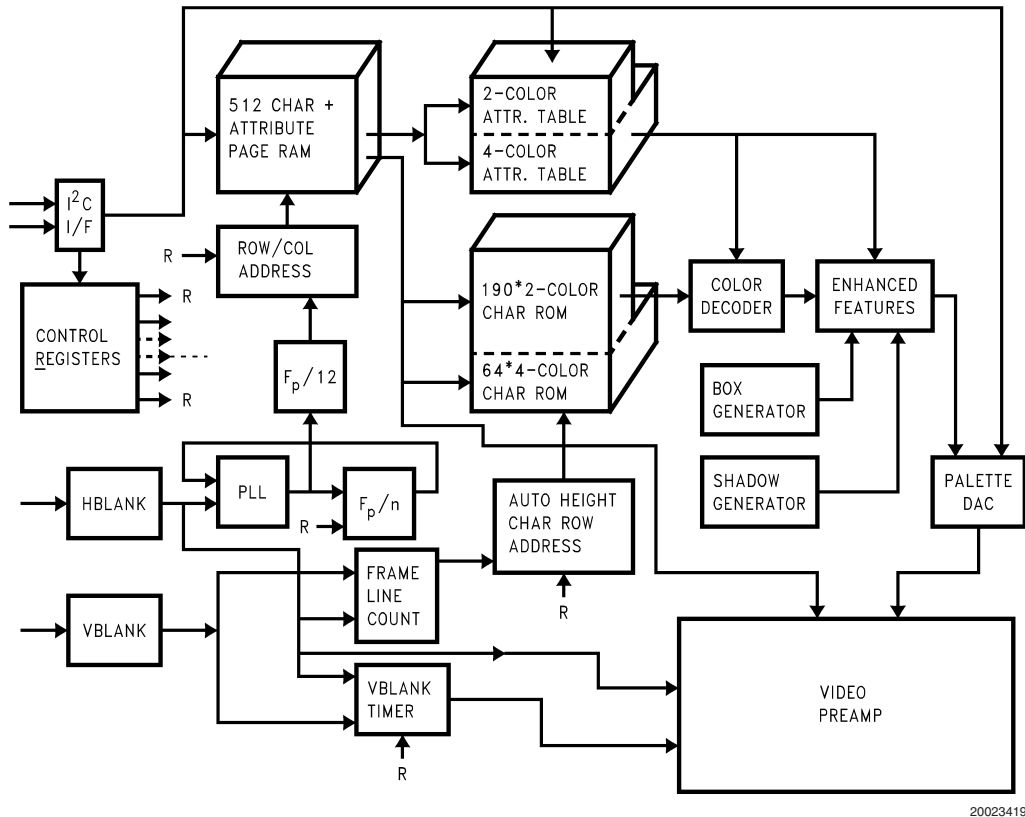 512 CHAR +
ATTRIBUTE
PAGE RAM
2-COLOR
ATTR. TABLE
4-COLOR
ATTR. TABLE
I²C
I/F
R
ROW/COL
ADDRESS
190*2-COLOR
CHAR ROM
64*4-COLOR
CHAR ROM
COLOR
DECODER
ENHANCED
FEATURES
CONTROL
REGISTERS
R
R
Fp/12
BOX
GENERATOR
SHADOW
GENERATOR
PALETTE
DAC
HBLANK
PLL
Fp/n
R
AUTO HEIGHT
CHAR ROW
ADDRESS
R
FRAME
LINE
COUNT
VBLANK
VBLANK
TIMER
R
VIDEO
PREAMP
20023419